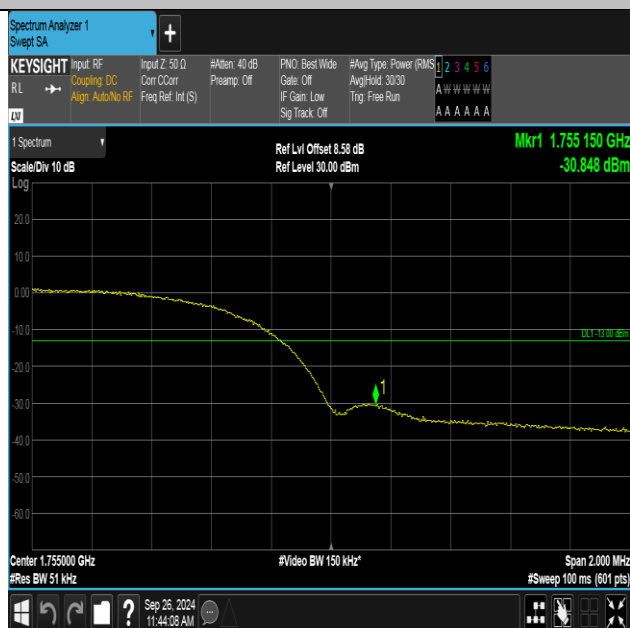 Spectrum Analyzer 1
Swept SA
+
KEYSIGHT
RL
LXI
Input: RF
Coupling: DC
Align: Auto/No RF
Input Z: 50 Ω
Corr CCorr
Freq Ref: Int (S)
#Atten: 40 dB
Preamp: Off
PNO: Best Wide
Gate: Off
IF Gain: Low
Sig Track: Off
#Avg Type: Power (RMS
Avg|Hold: 30/30
Trig: Free Run
1 2 3 4 5 6
A W W W W W
A A A A A A
1 Spectrum
Scale/Div 10 dB
Ref Lvl Offset 8.58 dB
Ref Level 30.00 dBm
Mkr1 1.755 150 GHz
-30.848 dBm
Log
20.0
10.0
0.00
-10.0
DL1 -13.00 dBm
-20.0
-30.0
1
-40.0
-50.0
-60.0
Center 1.755000 GHz
#Res BW 51 kHz
#Video BW 150 kHz*
Span 2.000 MHz
#Sweep 100 ms (601 pts)
?
Sep 26, 2024
11:44:08 AM